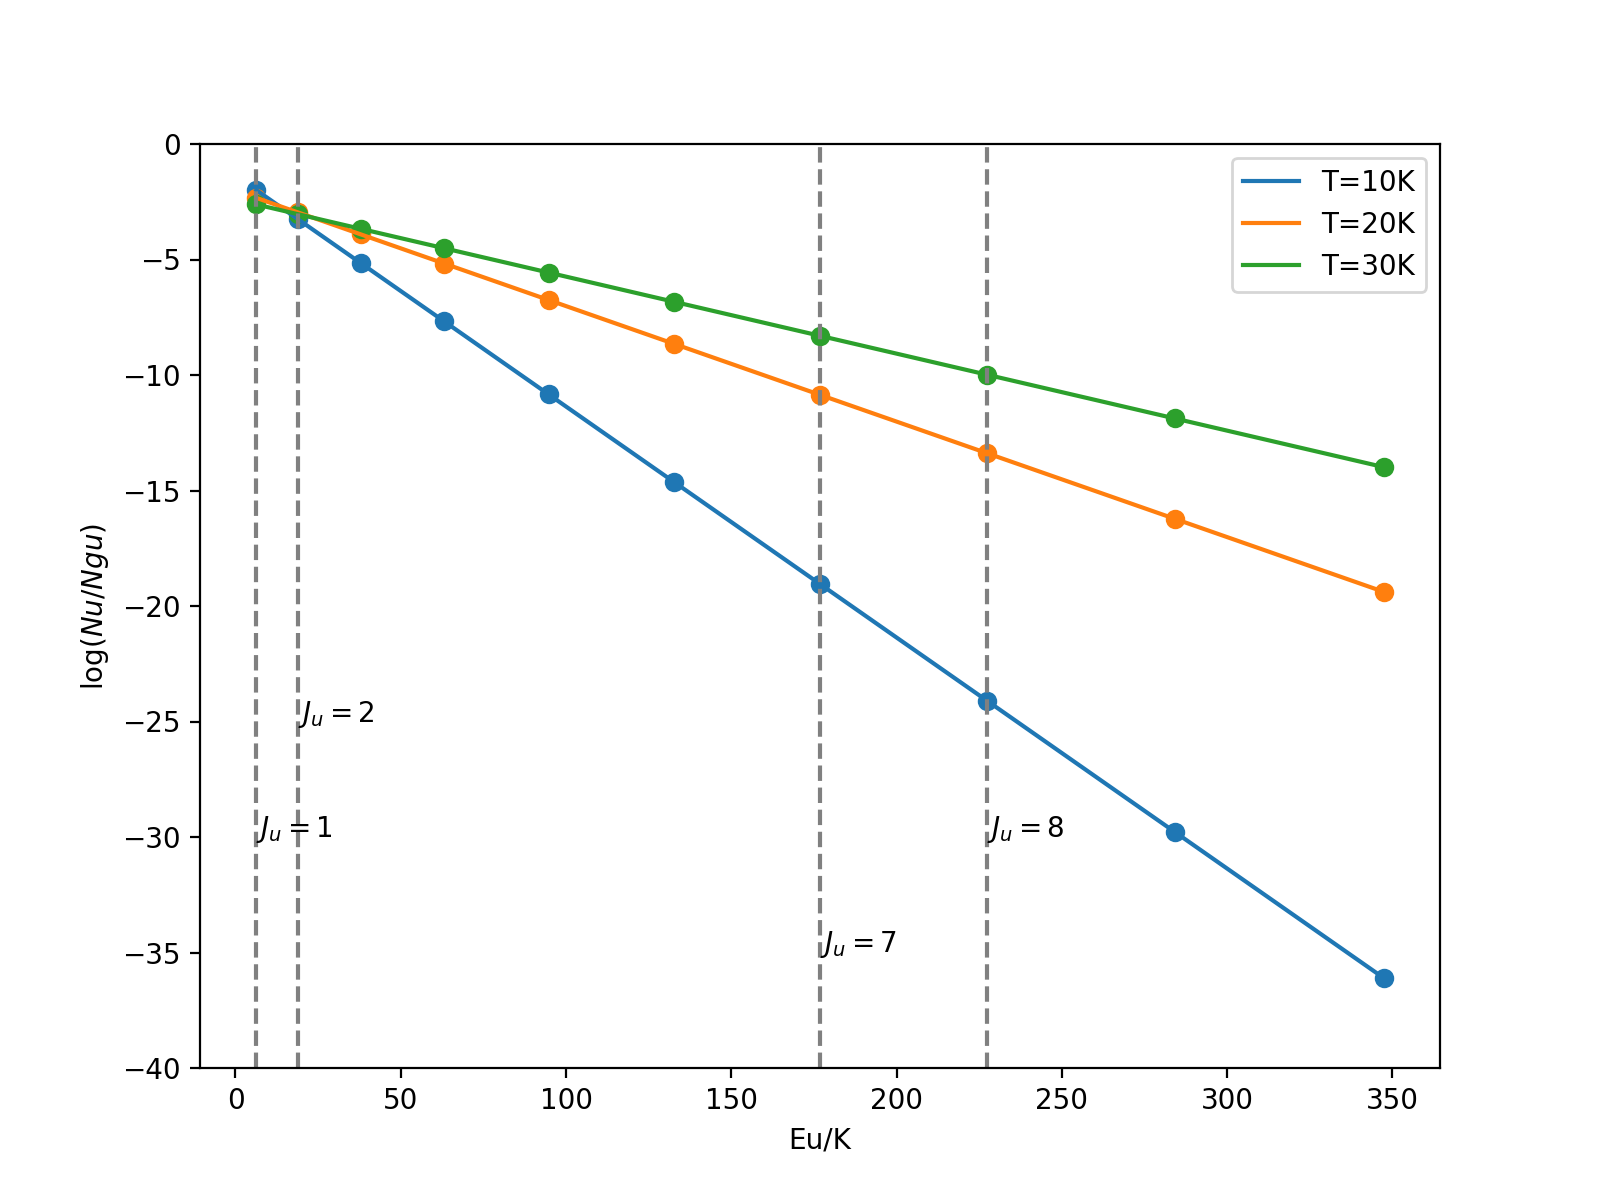 0
−5
−10
−15
−20
−25
−30
−35
−40
log(Nu/Ngu)
T=10K
T=20K
T=30K
J_u = 2
J_u = 1
J_u = 8
J_u = 7
0 50 100 150 200 250 300 350
Eu/K